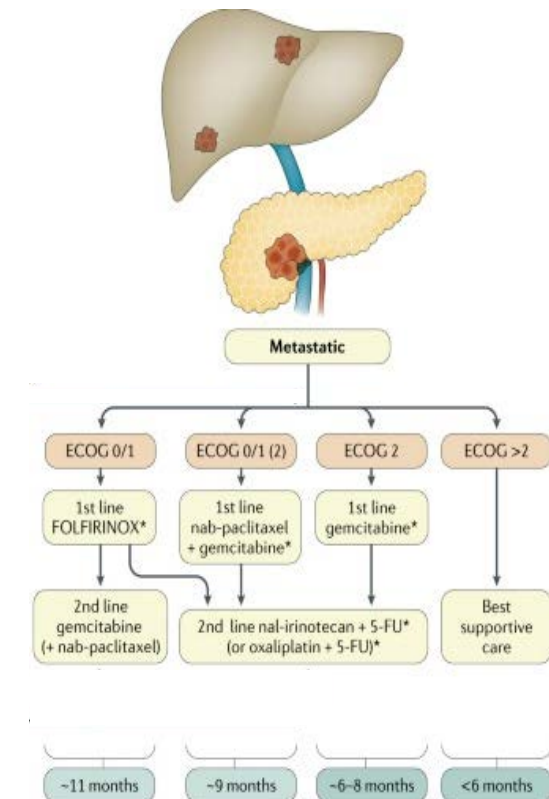 Metastatic
ECOG 0/1
ECOG 0/1 (2)
ECOG 2
ECOG >2
1st line
FOLFIRINOX*
1st line
nab-paclitaxel
+ gemcitabine*
1st line
gemcitabine*
2nd line
gemcitabine
(+ nab-paclitaxel)
2nd line nal-irinotecan + 5-FU*
(or oxaliplatin + 5-FU)*
Best
supportive
care
~11 months
~9 months
~6–8 months
<6 months